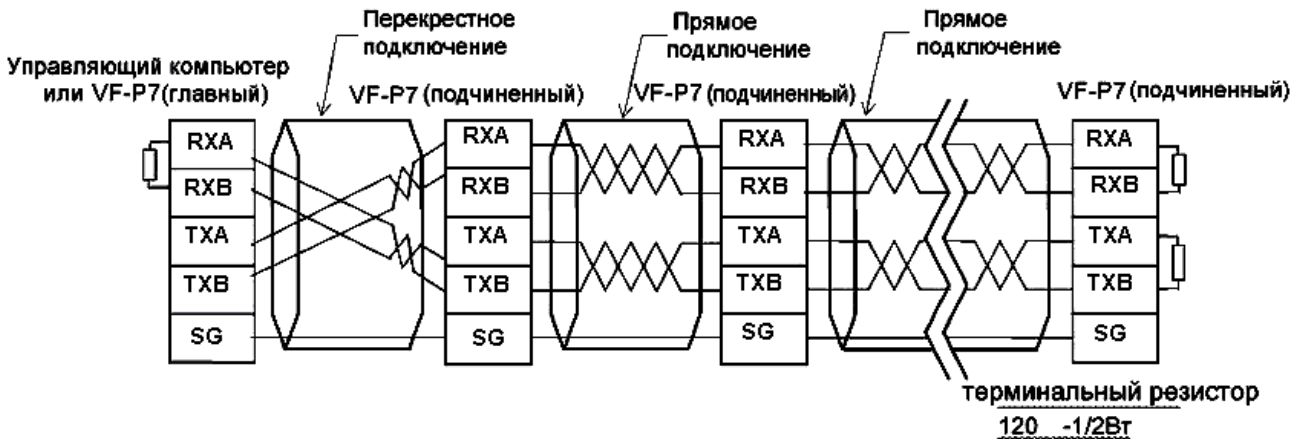 Перекрестное
подключение
Прямое
подключение
Прямое
подключение
Управляющий компьютер
или VF-P7(главный)
VF-P7 (подчиненный)
VF-P7 (подчиненный)
VF-P7 (подчиненный)
RXA
RXB
TXA
TXB
SG
RXA
RXB
TXA
TXB
SG
RXA
RXB
TXA
TXB
SG
RXA
RXB
TXA
TXB
SG
терминальный резистор
120 -1/2Вт